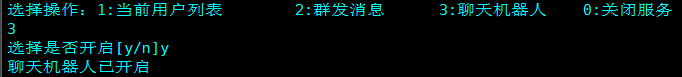 选择操作: 1:当前用户列表 2:群发消息 3:聊天机器人 0:关闭服务
3
选择是否开启[y/n]y
聊天机器人已开启